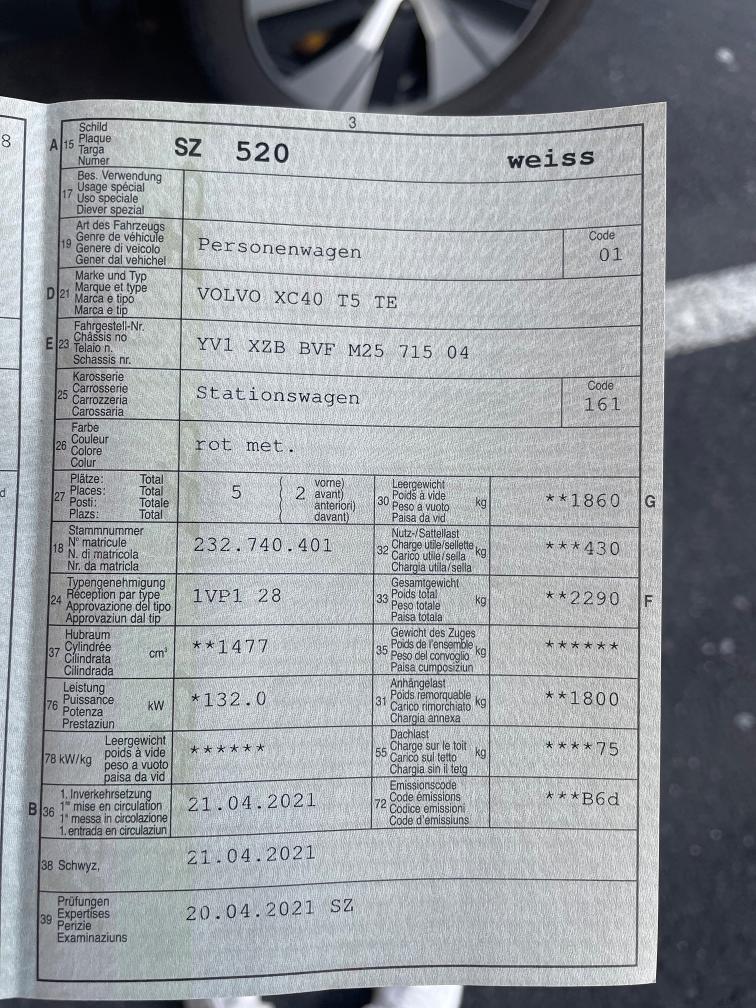 3
8
A 15 Schild
Plaque
Targa
Numer
SZ 520 weiss
17 Bes. Verwendung
Usage spécial
Uso speciale
Diever spezial
19 Art des Fahrzeugs
Genre de véhicule
Genere di veicolo
Gener dal vehichel
Personenwagen
Code
01
D 21 Marke und Typ
Marque et type
Marca e tipo
Marca e tip
VOLVO XC40 T5 TE
E 23 Fahrgestell-Nr.
Châssis no
Telaio n.
Schassis nr.
YV1 XZB BVF M25 715 04
25 Karosserie
Carrosserie
Carrozzeria
Carossaria
Stationswagen
Code
161
26 Farbe
Couleur
Colore
Colur
rot met.
27 Plätze: Total
Places: Total
Posti: Totale
Plazs: Total
5 2 vorne)
avant)
anteriori)
davant)
30 Leergewicht
Poids à vide
Peso a vuoto
Paisa da vid
kg
**1860 G
18 Stammnummer
N° matricule
N. di matricola
Nr. da matricla
232.740.401
32 Nutz-/Sattellast
Charge utile/sellette
Carico utile/sella
Chargia utila/sella
kg
***430
24 Typengenehmigung
Réception par type
Approvazione del tipo
Approvaziun dal tip
1VP1 28
33 Gesamtgewicht
Poids total
Peso totale
Paisa totala
kg
**2290 F
37 Hubraum
Cylindrée
Cilindrata
Cilindrada
cm³
**1477
35 Gewicht des Zuges
Poids de l'ensemble
Peso del convoglio
Paisa cumposiziun
kg
******
76 Leistung
Puissance
Potenza
Prestaziun
kW
*132.0
31 Anhängelast
Poids remorquable
Carico rimorchiato
Chargia annexa
kg
**1800
78 kW/kg Leergewicht
poids à vide
peso a vuoto
paisa da vid
******
55 Dachlast
Charge sur le toit
Carico sul tetto
Chargia sin il tetg
kg
****75
B 36 1. Inverkehrsetzung
1re mise en circulation
1a messa in circolazione
1. entrada en circulaziun
21.04.2021
72 Emissionscode
Code émissions
Codice emissioni
Code d'emissiuns
***B6d
38 Schwyz,
21.04.2021
39 Prüfungen
Expertises
Perizie
Examinaziuns
20.04.2021 SZ